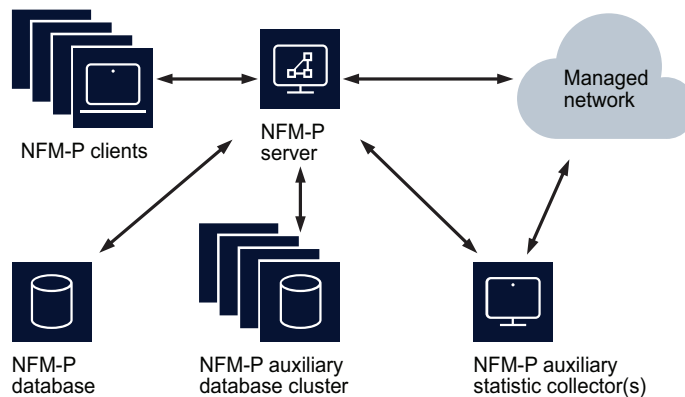 Managed
network
NFM-P clients
NFM-P
server
NFM-P
database
NFM-P auxiliary
database cluster
NFM-P auxiliary
statistic collector(s)